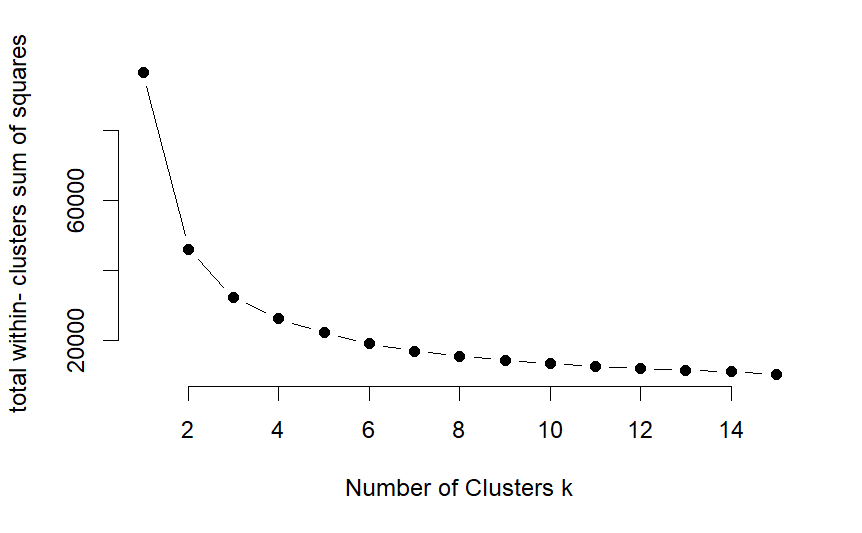 total within- clusters sum of squares
60000
20000
2 4 6 8 10 12 14
Number of Clusters k